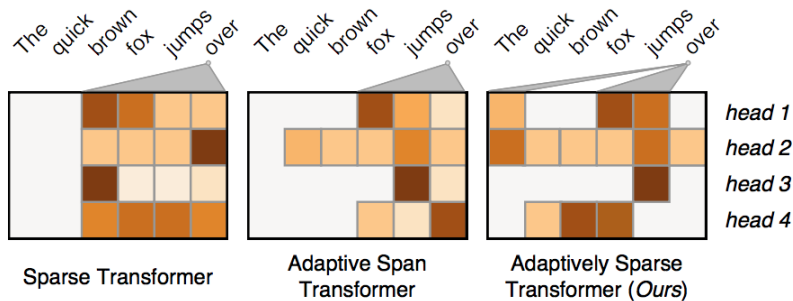 The quick brown fox jumps over
The quick brown fox jumps over
The quick brown fox jumps over
head 1
head 2
head 3
head 4
Sparse Transformer
Adaptive Span
Transformer
Adaptively Sparse
Transformer (Ours)